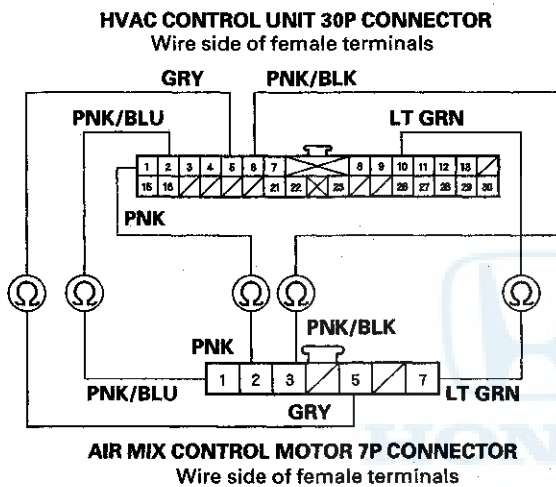 HVAC CONTROL UNIT 30P CONNECTOR
Wire side of female terminals
GRY PNK/BLK
PNK/BLU LT GRN
1 2 3 4 5 6 7 8 9 10 11 12 13
15 16 21 22 23 26 27 28 29 30
PNK
Ω Ω Ω Ω Ω
PNK/BLK
PNK
1 2 3 5 7
PNK/BLU LT GRN
GRY
HON
AIR MIX CONTROL MOTOR 7P CONNECTOR
Wire side of female terminals